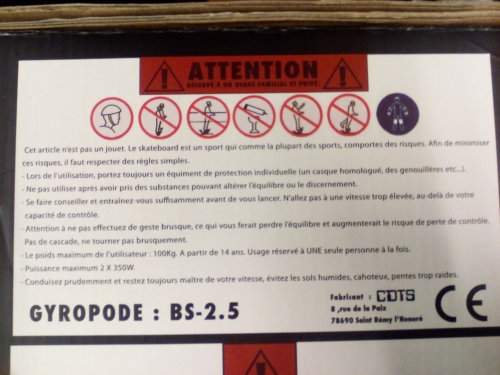 ATTENTION
RÉSERVÉ À UN USAGE FAMILIAL ET PRIVÉ.
Cet article n'est pas un jouet. Le skateboard est un sport qui comme la plupart des sports, comportes des risques. Afin de minimiser
ces risques, il faut respecter des règles simples.
- Lors de l'utilisation, portez toujours un équiment de protection individuelle (un casque homologué, des genouillères etc...).
- Ne pas utiliser après avoir pris des substances pouvant altérer l'équilibre ou le discernement.
- Se faire conseiller et entraînez-vous suffisamment avant de vous lancer. N'allez pas à une vitesse trop élevée, au-delà de votre
capacité de contrôle.
- Attention à ne pas effectuez de geste brusque, ce qui vous ferait perdre l'équilibre et augmenterait le risque de perte de contrôle.
Pas de cascade, ne tourner pas brusquement.
- Le poids maximum de l'utilisateur : 100Kg. A partir de 14 ans. Usage réservé à UNE seule personne à la fois.
- Puissance maximum 2 X 350W.
- Conduisez prudemment et restez toujours maître de votre vitesse, évitez les sols humides, cahoteux, pentes trop raides.
GYROPODE : BS-2.5
Fabricant : CDTS
8 ,rue de la Paix
78690 Saint Rémy l'Honoré
CE